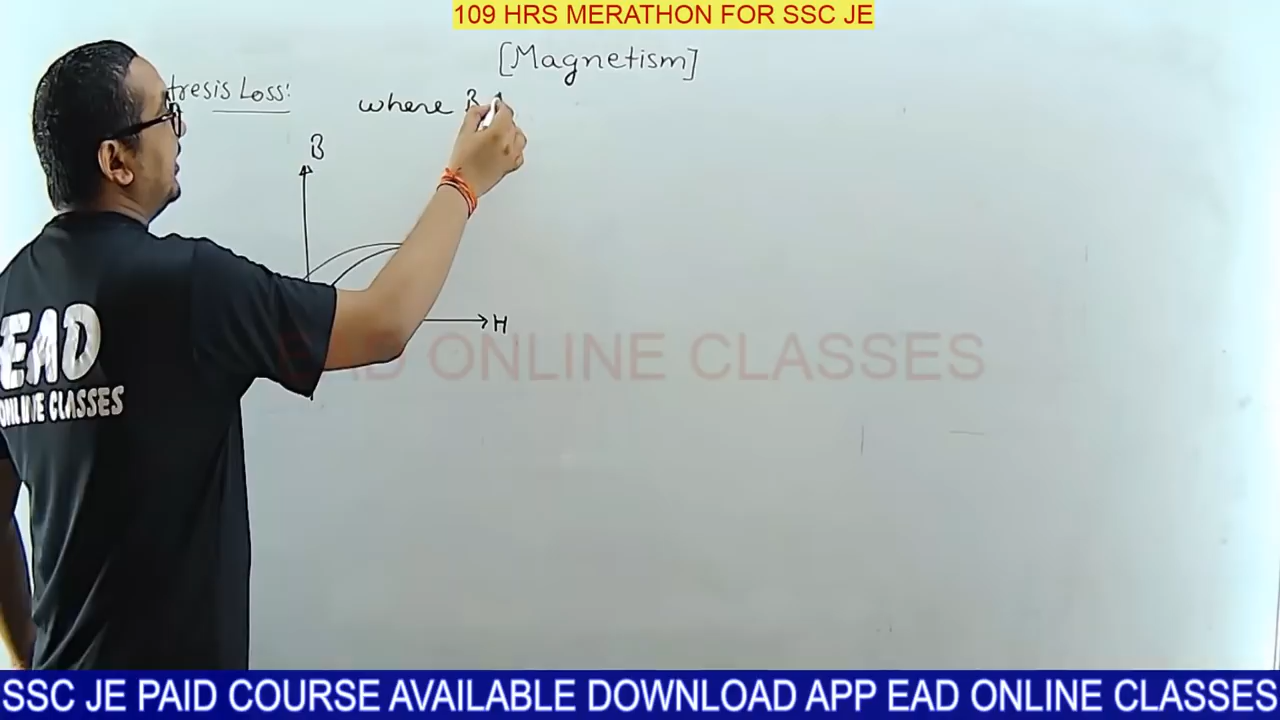 109 HRS MERATHON FOR SSC JE
[Magnetism]
tresis Loss:
where B
B
H
EAD ONLINE CLASSES
EAD
ONLINE CLASSES
SSC JE PAID COURSE AVAILABLE DOWNLOAD APP EAD ONLINE CLASSES